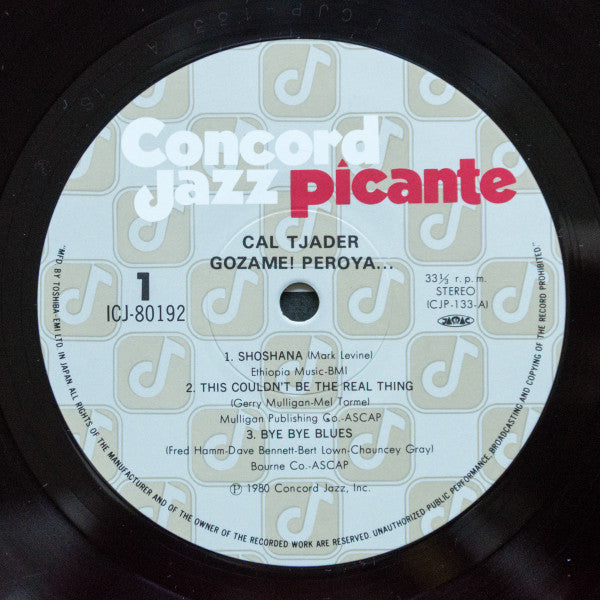 Concord
Jazz picante
CAL TJADER
GOZAME! PEROYA...
1
ICJ-80192
33⅓ r.p.m.
STEREO
(ICJP-133-A)
JASRAC
1. SHOSHANA (Mark Levine)
Ethiopia Music-BMI
2. THIS COULDN'T BE THE REAL THING
(Gerry Mulligan-Mel Torme)
Mulligan Publishing Co.-ASCAP
3. BYE BYE BLUES
(Fred Hamm-Dave Bennett-Bert Lown-Chauncey Gray)
Bourne Co.-ASCAP
Ⓟ 1980 Concord Jazz, Inc.
"MFD BY TOSHIBA-EMI LTD. IN JAPAN ALL RIGHTS OF THE MANUFACTURER AND OF THE OWNER OF THE RECORDED WORK ARE RESERVED. UNAUTHORIZED PUBLIC PERFORMANCE, BROADCASTING AND COPYING OF THE RECORD PROHIBITED"